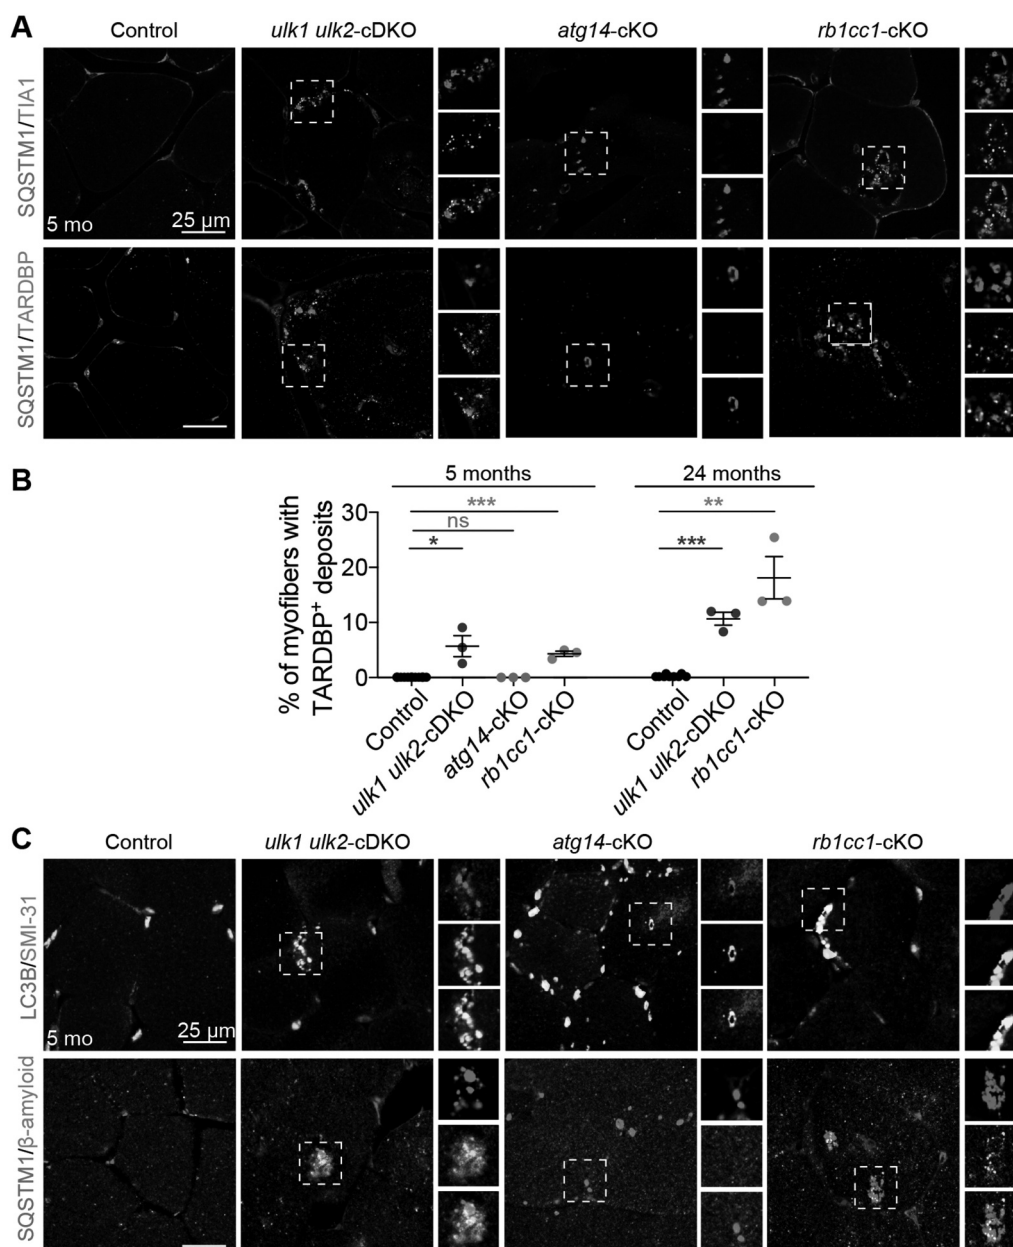 A
Control
ulk1 ulk2-cDKO
atg14-cKO
rb1cc1-cKO
SQSTM1/TIA1
5 mo
25 µm
SQSTM1/TARDBP
B
5 months
24 months
***
ns
*
**
***
% of myofibers with
TARDBP+ deposits
30
20
10
0
Control
ulk1 ulk2-cDKO
atg14-cKO
rb1cc1-cKO
Control
ulk1 ulk2-cDKO
rb1cc1-cKO
C
Control
ulk1 ulk2-cDKO
atg14-cKO
rb1cc1-cKO
LC3B/SMI-31
5 mo
25 µm
SQSTM1/β-amyloid